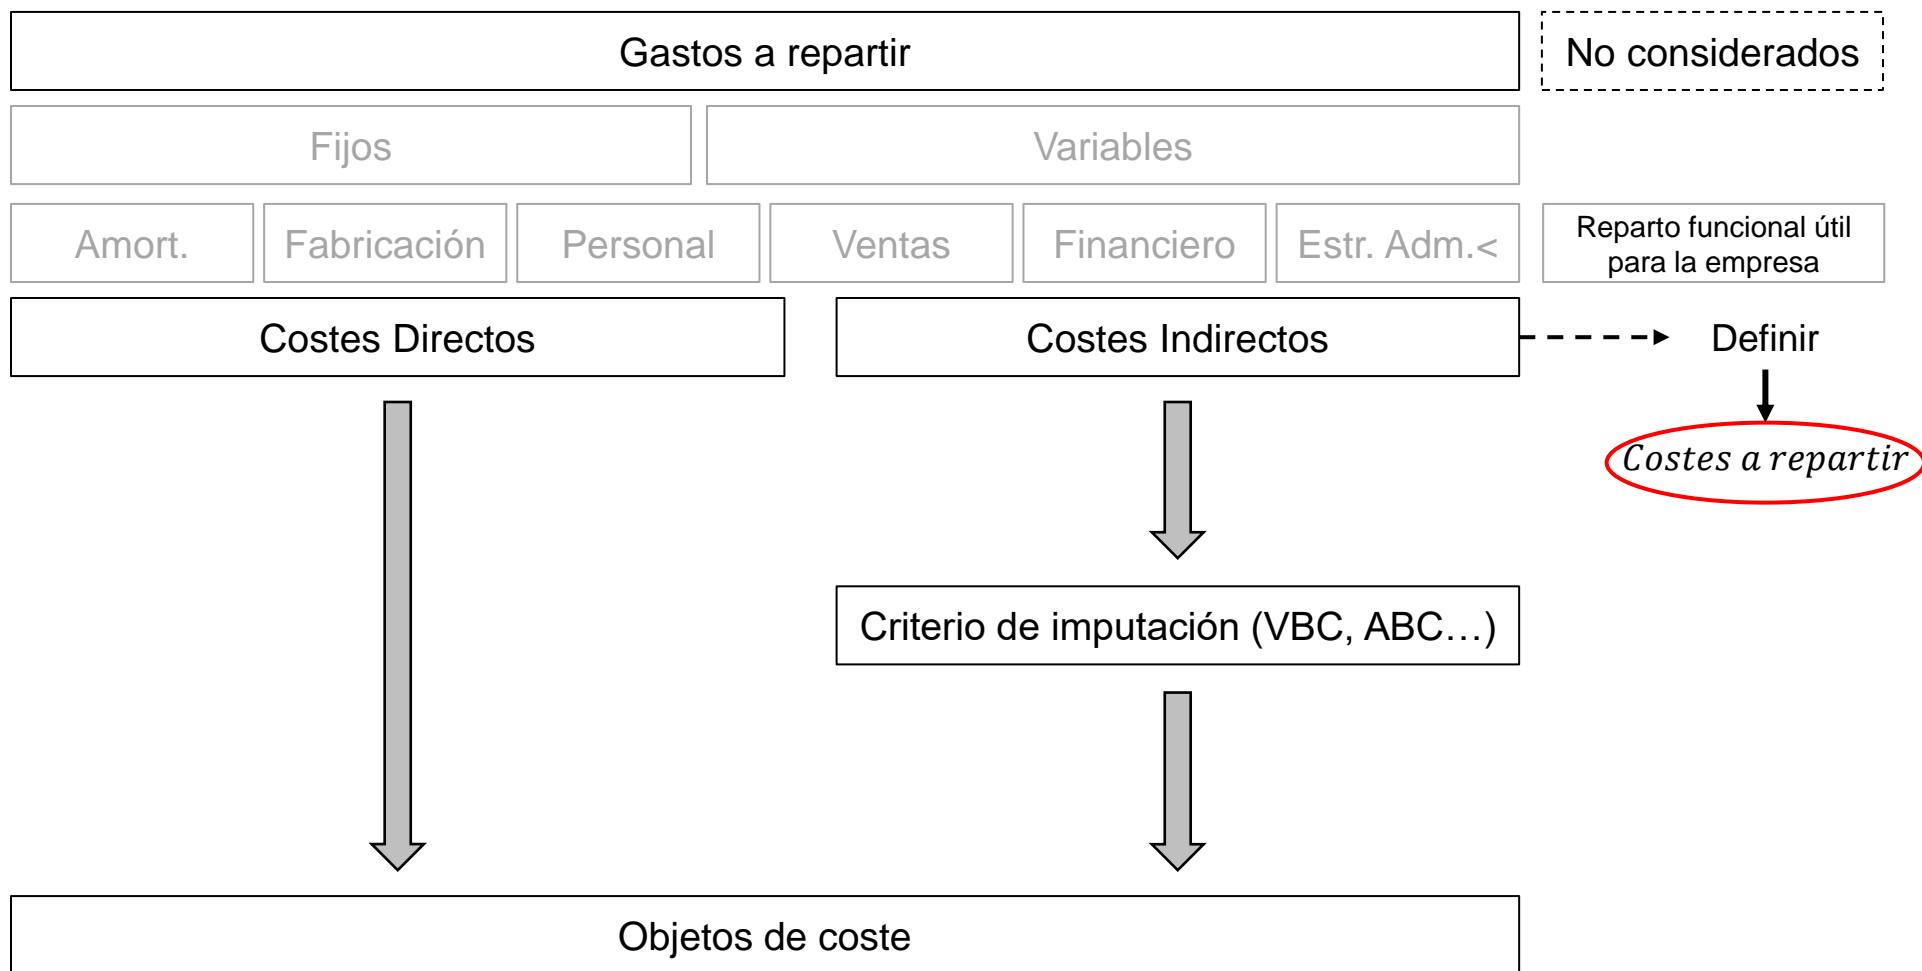 Gastos a repartir
No considerados
Fijos
Variables
Amort.
Fabricación
Personal
Ventas
Financiero
Estr. Adm.<
Reparto funcional útil
para la empresa
Costes Directos
Costes Indirectos
Definir
Costes a repartir
Criterio de imputación (VBC, ABC…)
Objetos de coste